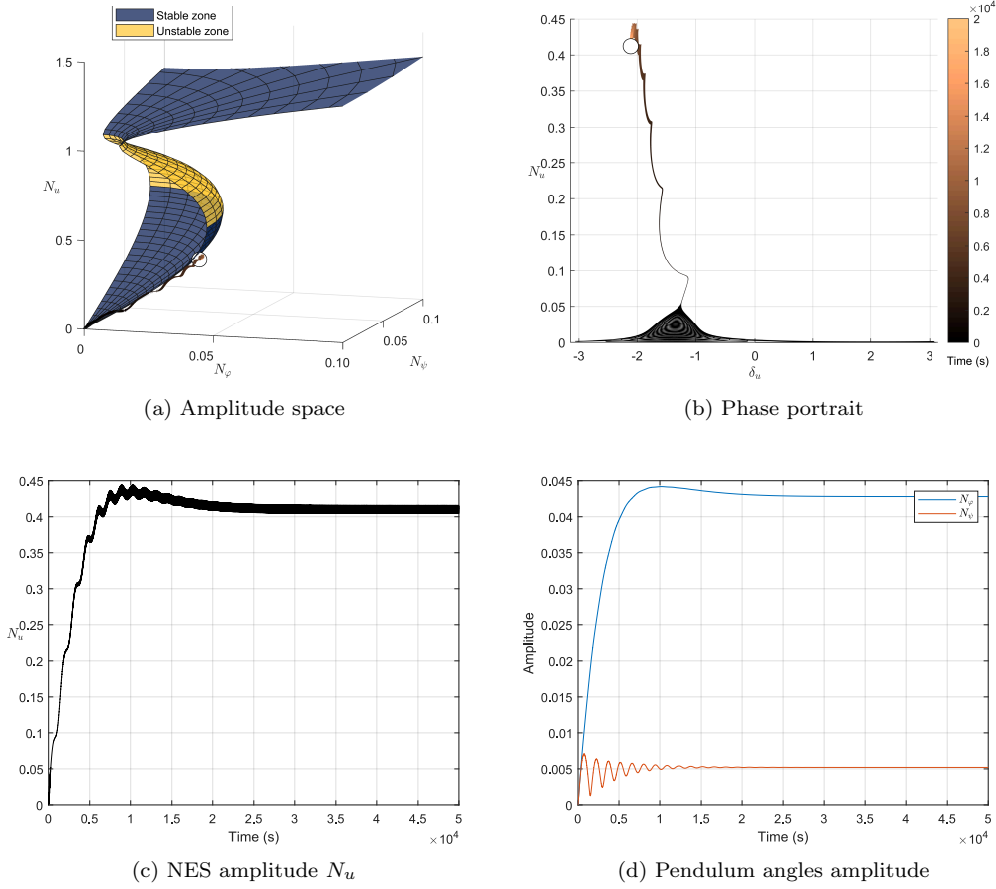 Stable zone
Unstable zone
0.10
1.5
1
N_u
0.5
0
0
0.05
N_φ
0.10
N_ψ
0.05
0.1
(a) Amplitude space
0.45
0.4
0.35
0.3
0.25
N_u
0.2
0.15
0.1
0.05
0
-3 -2 -1 0 1 2 3
δ_u
×10⁴
2
1.8
1.6
1.4
1.2
1
0.8
0.6
0.4
0.2
0
Time (s)
(b) Phase portrait
0.45
0.4
0.35
0.3
0.25
N_u
0.2
0.15
0.1
0.05
0
0 0.5 1 1.5 2 2.5 3 3.5 4 4.5 5
Time (s)
×10⁴
(c) NES amplitude N_u
0.045
0.04
0.035
0.03
0.025
0.02
0.015
0.01
0.005
0
Amplitude
N_φ
N_ψ
0 0.5 1 1.5 2 2.5 3 3.5 4 4.5 5
Time (s)
×10⁴
(d) Pendulum angles amplitude